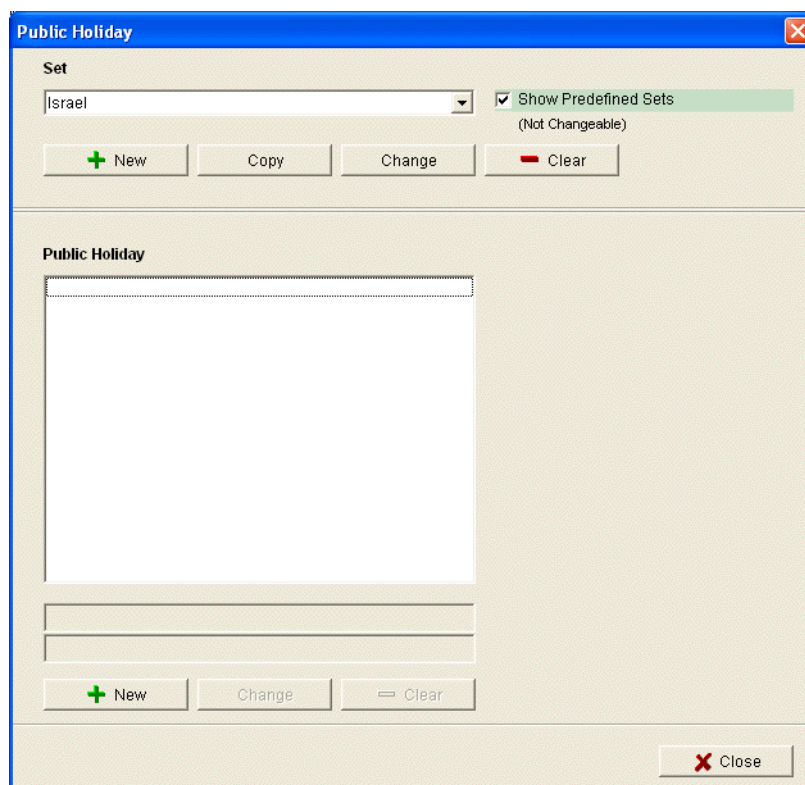 Public Holiday
Set
Israel
Show Predefined Sets
(Not Changeable)
New Copy Change Clear
Public Holiday
New Change Clear
Close